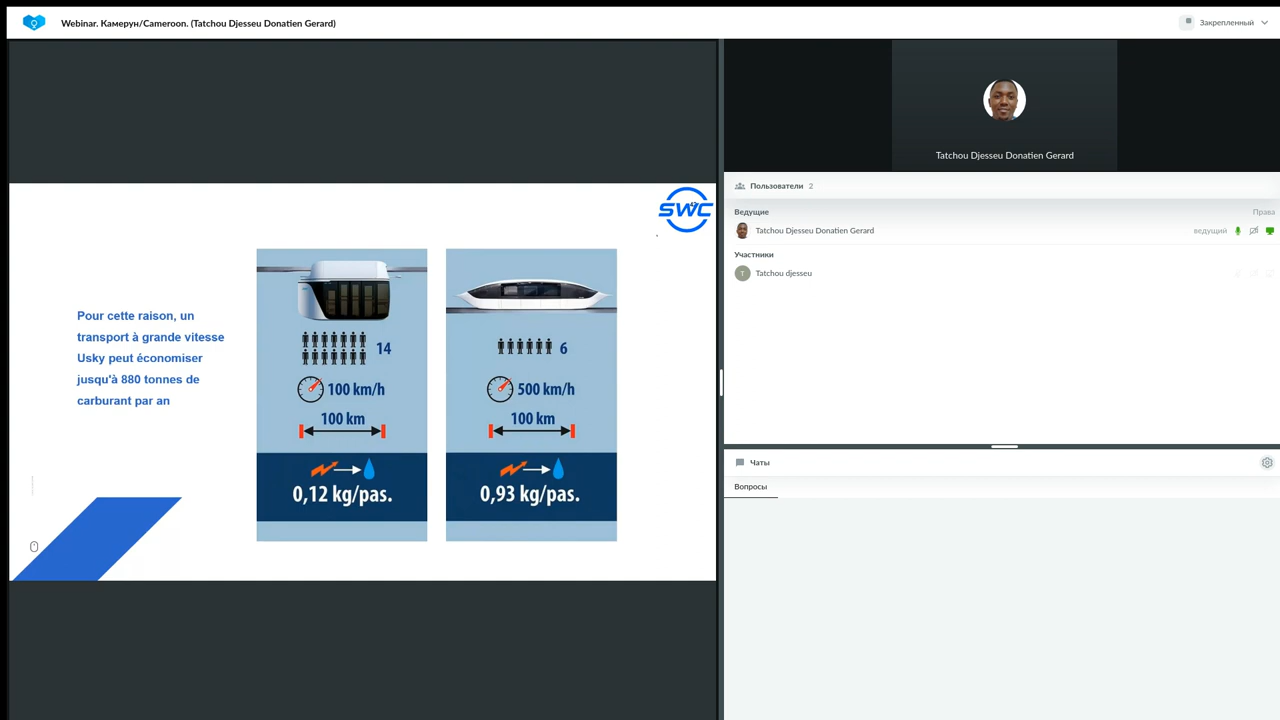 Webinar. Камерун/Cameroon. (Tatchou Djesseu Donatien Gerard)
Закрепленный
SWC
Pour cette raison, un
transport à grande vitesse
Usky peut économiser
jusqu'à 880 tonnes de
carburant par an
14
100 km/h
100 km
0,12 kg/pas.
6
500 km/h
100 km
0,93 kg/pas.
Tatchou Djesseu Donatien Gerard
Пользователи 2
Ведущие Права
Tatchou Djesseu Donatien Gerard ведущий
Участники
T Tatchou djesseu
Чаты
Вопросы